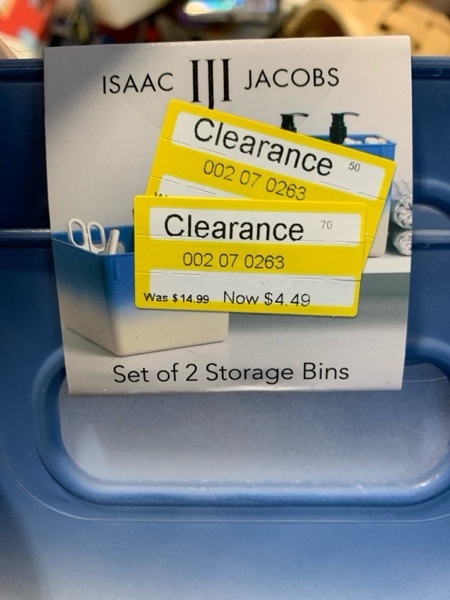 ISAAC IJI JACOBS
Clearance 50
002 07 0263
Clearance 70
002 07 0263
Was $14.99 Now $4.49
Set of 2 Storage Bins